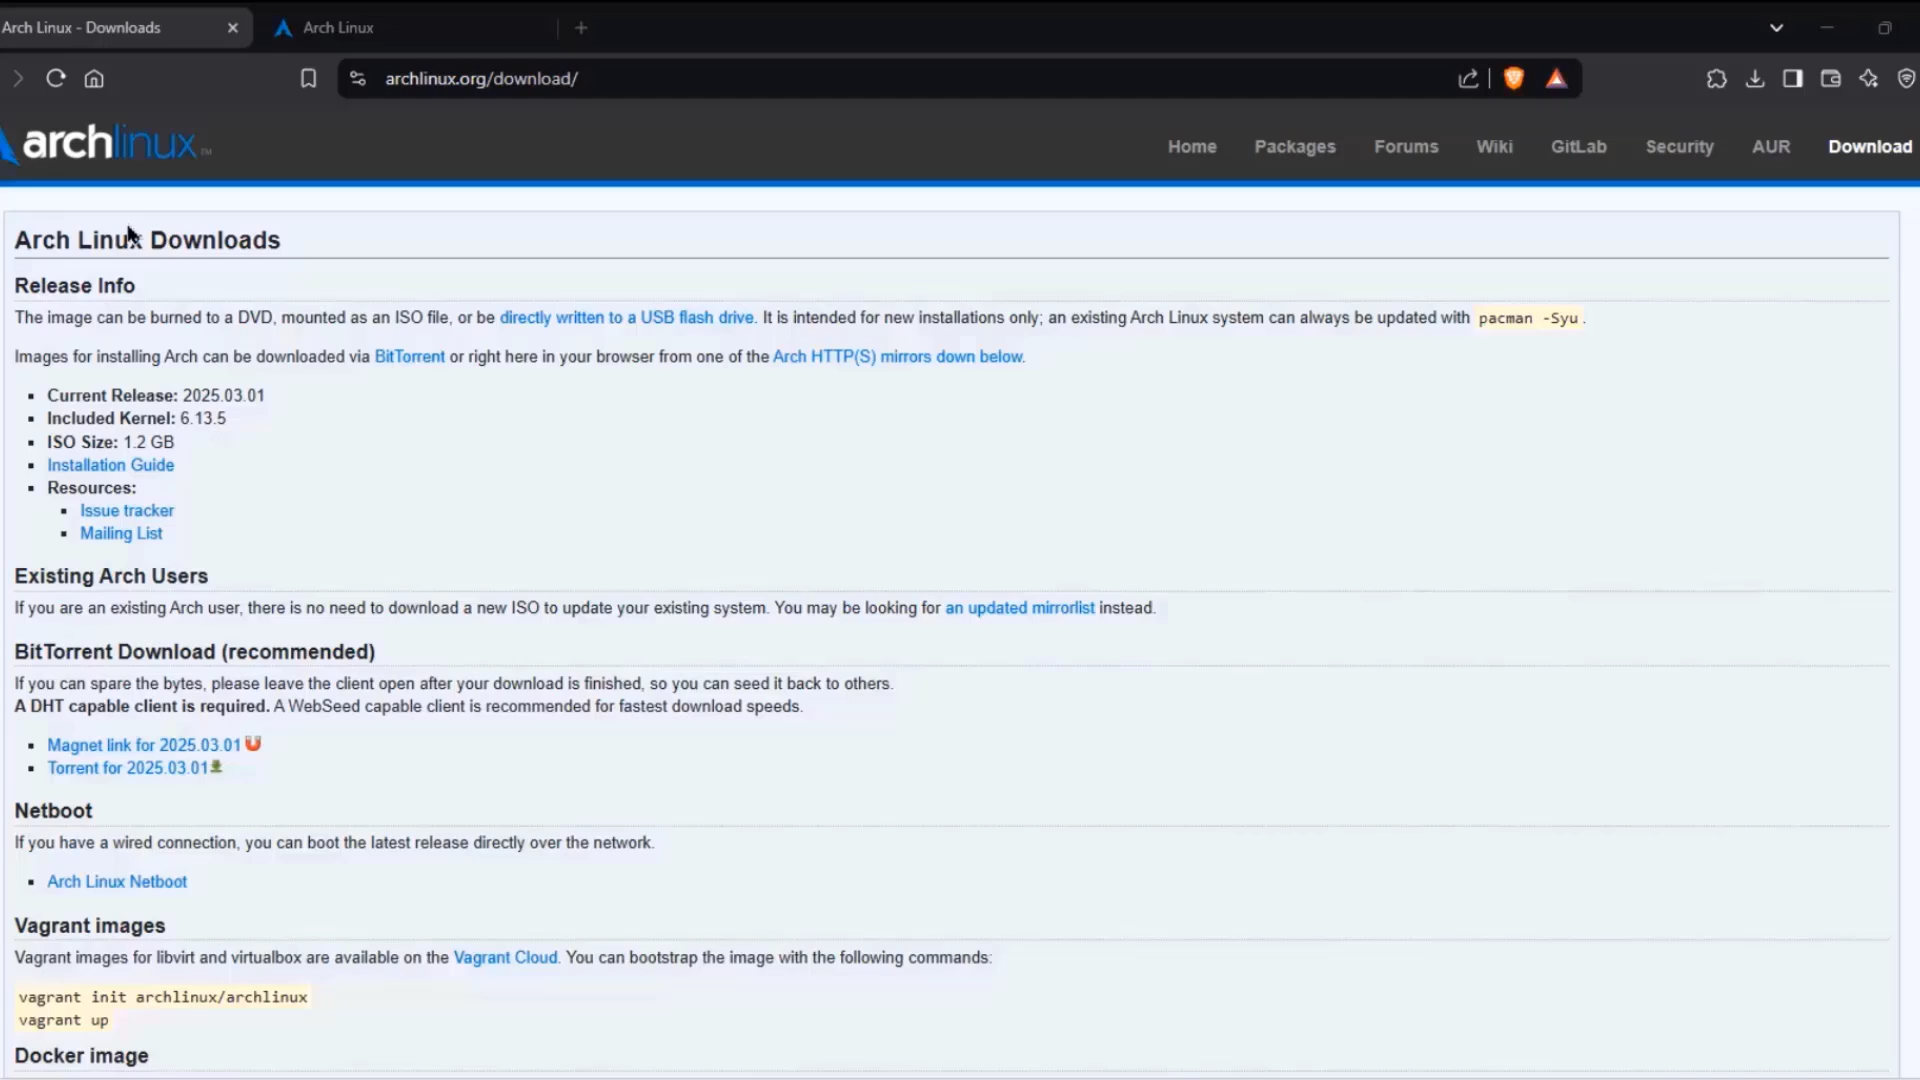 Arch Linux - Downloads
Arch Linux
archlinux.org/download/
archlinux™
Home Packages Forums Wiki GitLab Security AUR Download
Arch Linux Downloads
Release Info
The image can be burned to a DVD, mounted as an ISO file, or be directly written to a USB flash drive. It is intended for new installations only; an existing Arch Linux system can always be updated with pacman -Syu.
Images for installing Arch can be downloaded via BitTorrent or right here in your browser from one of the Arch HTTP(S) mirrors down below.
Current Release: 2025.03.01
Included Kernel: 6.13.5
ISO Size: 1.2 GB
Installation Guide
Resources:
Issue tracker
Mailing List
Existing Arch Users
If you are an existing Arch user, there is no need to download a new ISO to update your existing system. You may be looking for an updated mirrorlist instead.
BitTorrent Download (recommended)
If you can spare the bytes, please leave the client open after your download is finished, so you can seed it back to others.
A DHT capable client is required. A WebSeed capable client is recommended for fastest download speeds.
Magnet link for 2025.03.01
Torrent for 2025.03.01
Netboot
If you have a wired connection, you can boot the latest release directly over the network.
Arch Linux Netboot
Vagrant images
Vagrant images for libvirt and virtualbox are available on the Vagrant Cloud. You can bootstrap the image with the following commands:
vagrant init archlinux/archlinux
vagrant up
Docker image